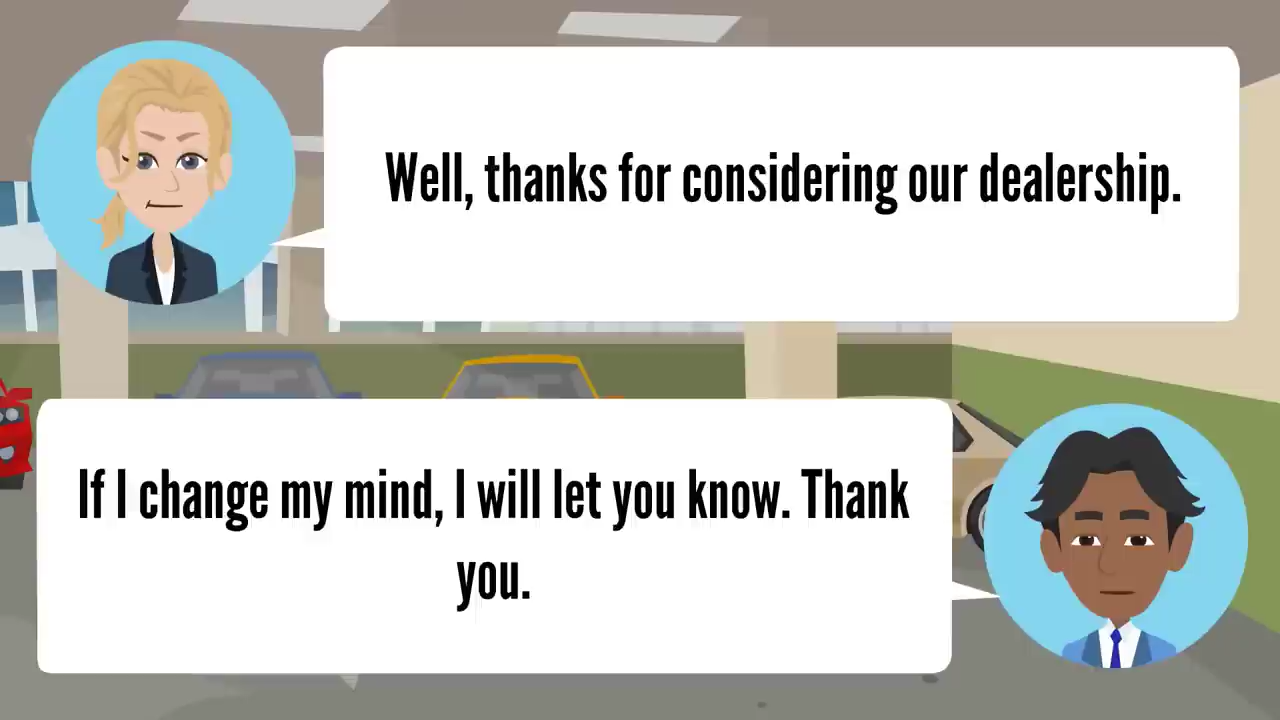 Well, thanks for considering our dealership.
If I change my mind, I will let you know. Thank
you.